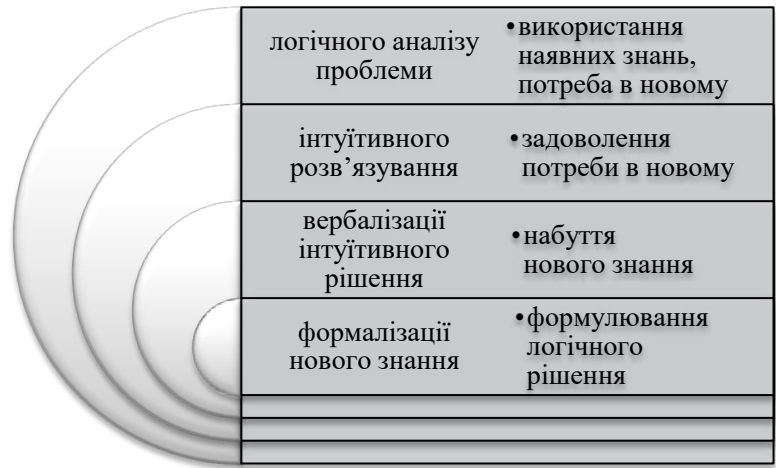 логічного аналізу
проблеми
•використання
наявних знань,
потреба в новому
інтуїтивного
розв’язування
•задоволення
потреби в новому
вербалізації
інтуїтивного
рішення
•набуття
нового знання
формалізації
нового знання
•формулювання
логічного
рішення